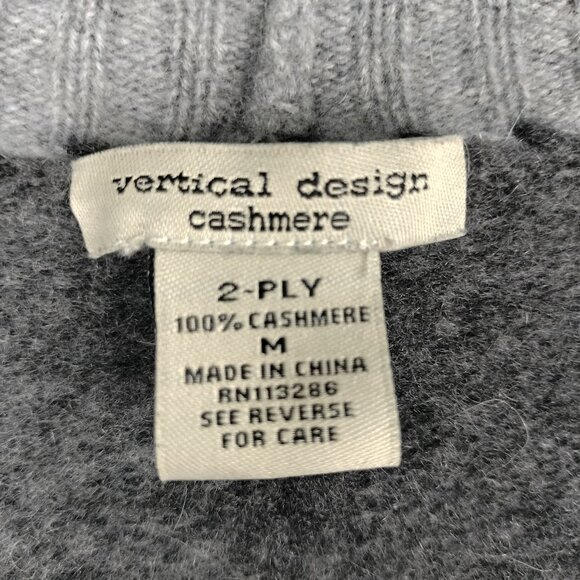 vertical design
cashmere
2-PLY
100% CASHMERE
M
MADE IN CHINA
RN113286
SEE REVERSE
FOR CARE